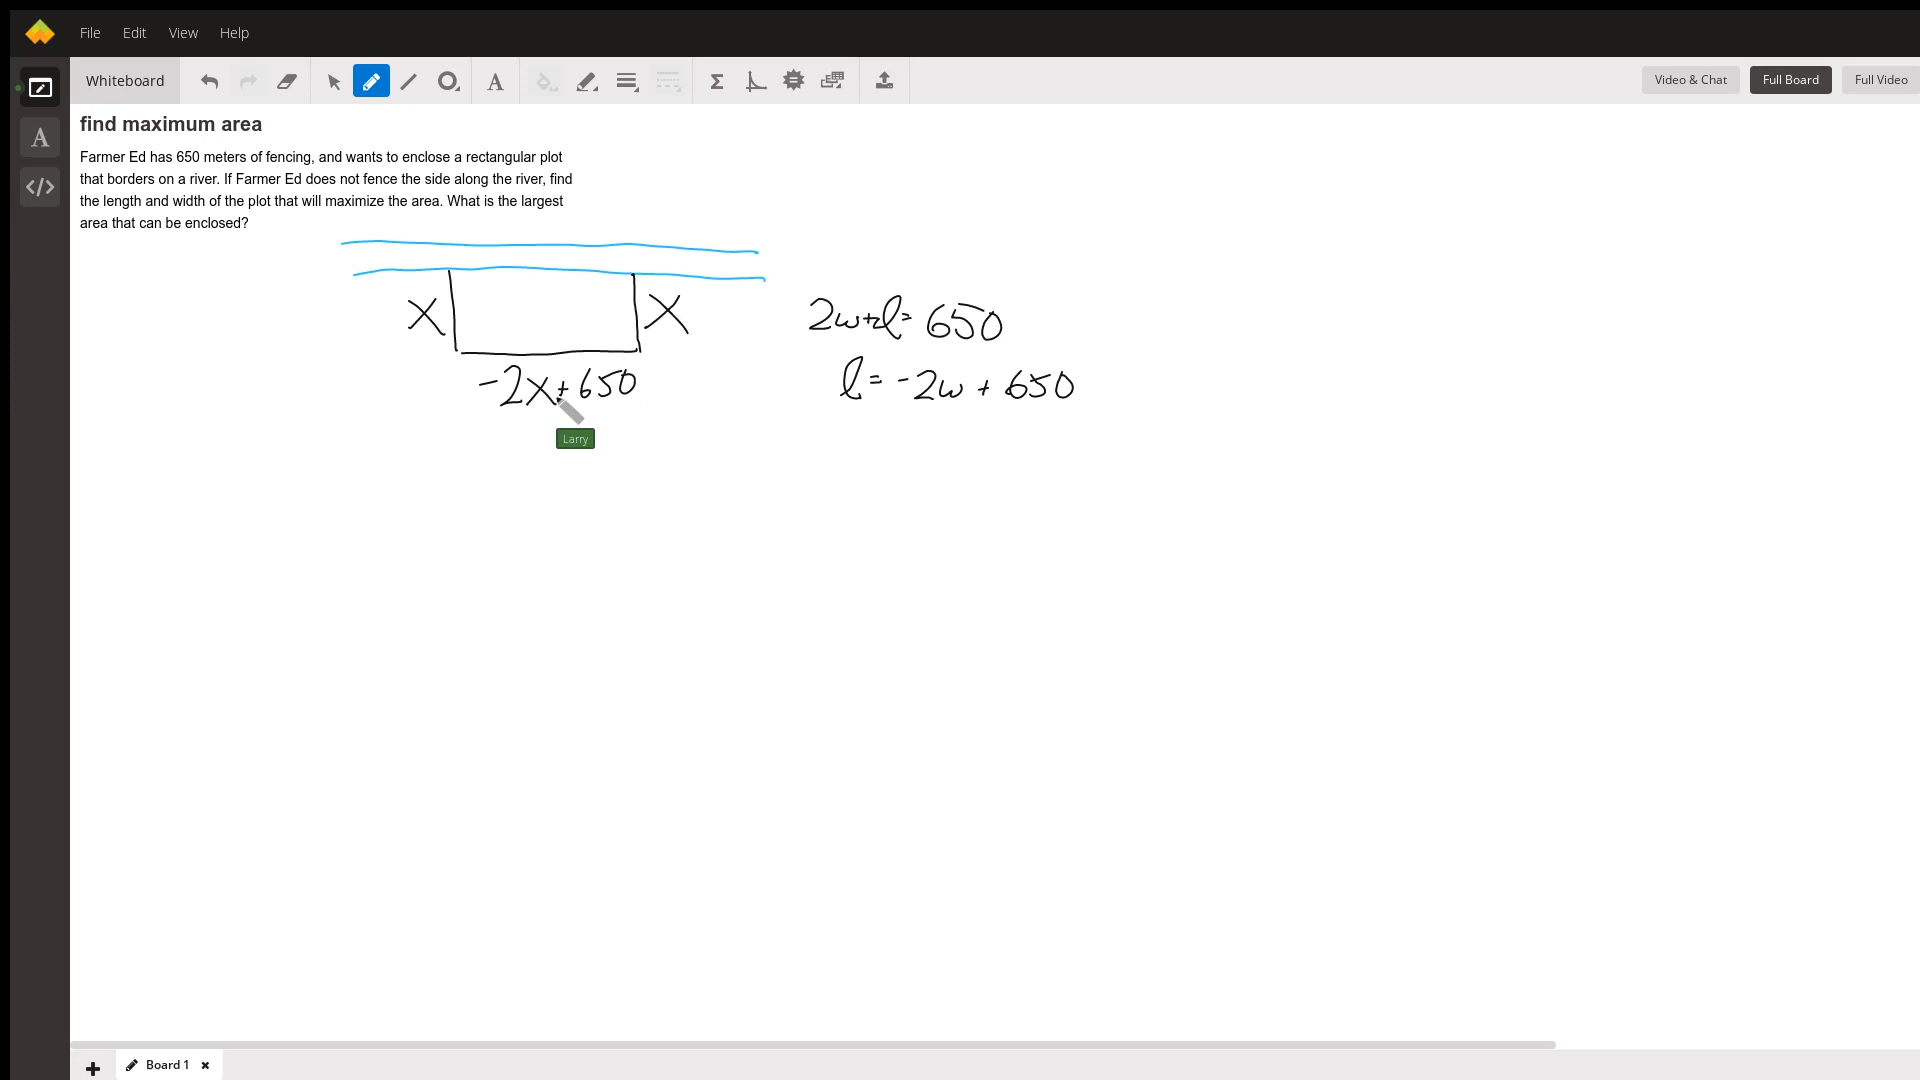 File Edit View Help
Whiteboard A Σ Video & Chat Full Board Full Video
A
</>
find maximum area
Farmer Ed has 650 meters of fencing, and wants to enclose a rectangular plot
that borders on a river. If Farmer Ed does not fence the side along the river, find
the length and width of the plot that will maximize the area. What is the largest
area that can be enclosed?
X X
-2x+650
Larry
2w+l= 650
l = -2w + 650
+ Board 1 ×